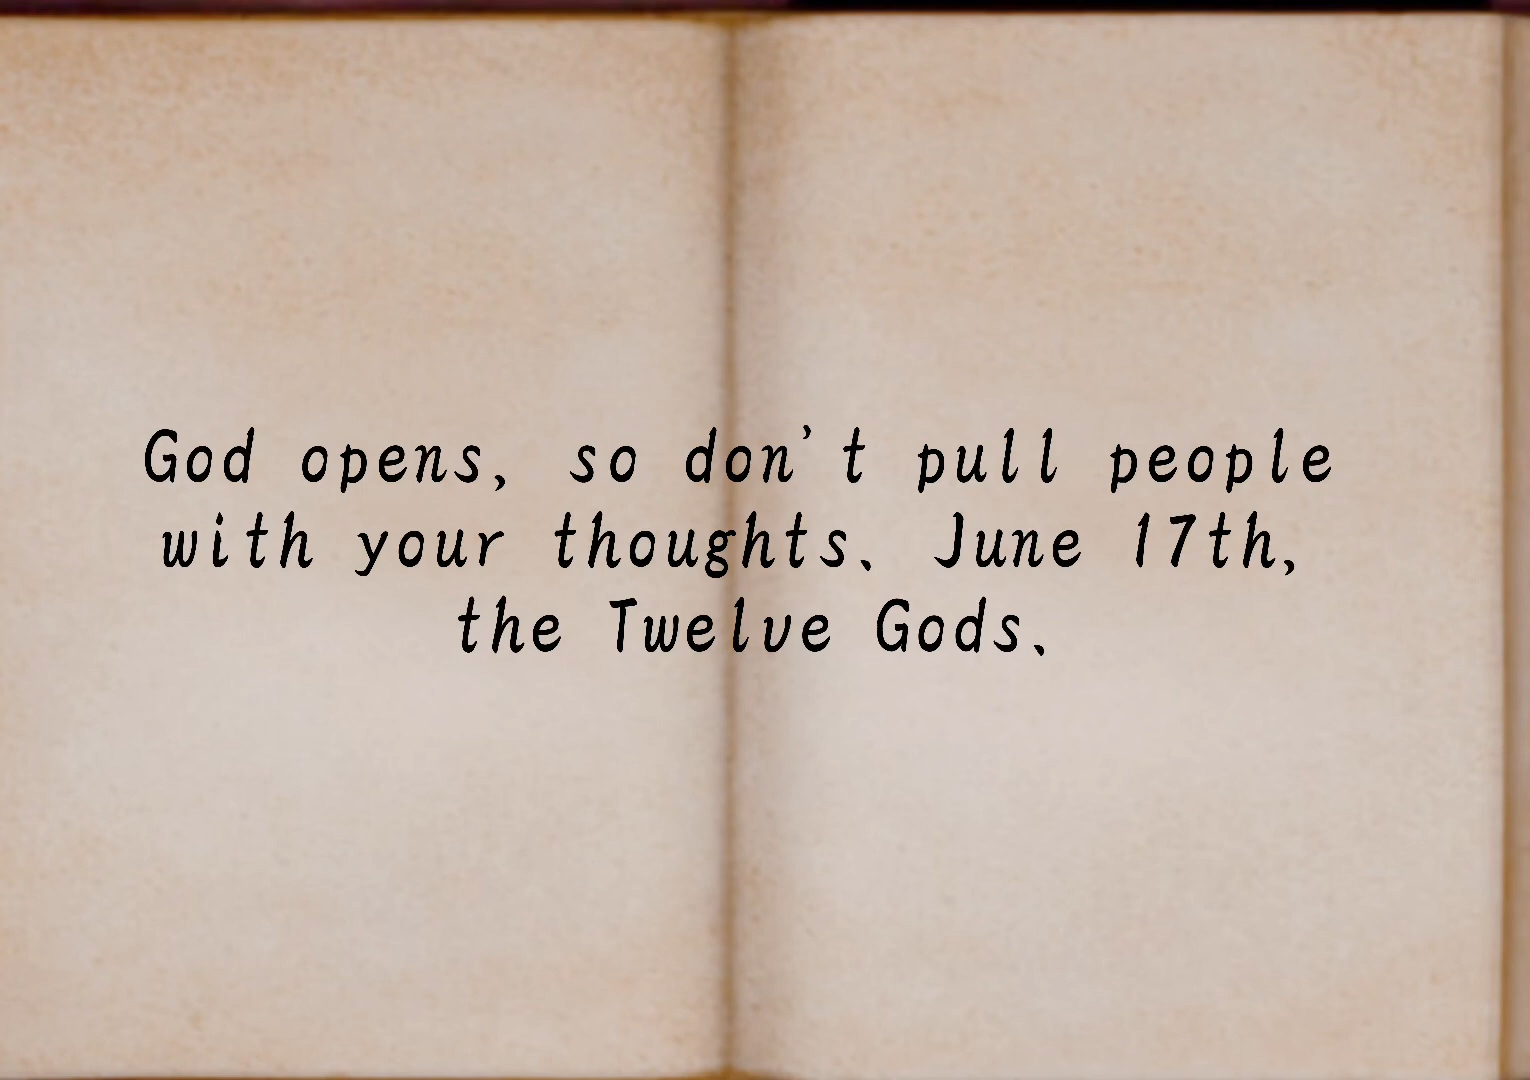 God opens, so don't pull people
with your thoughts. June 17th,
the Twelve Gods.